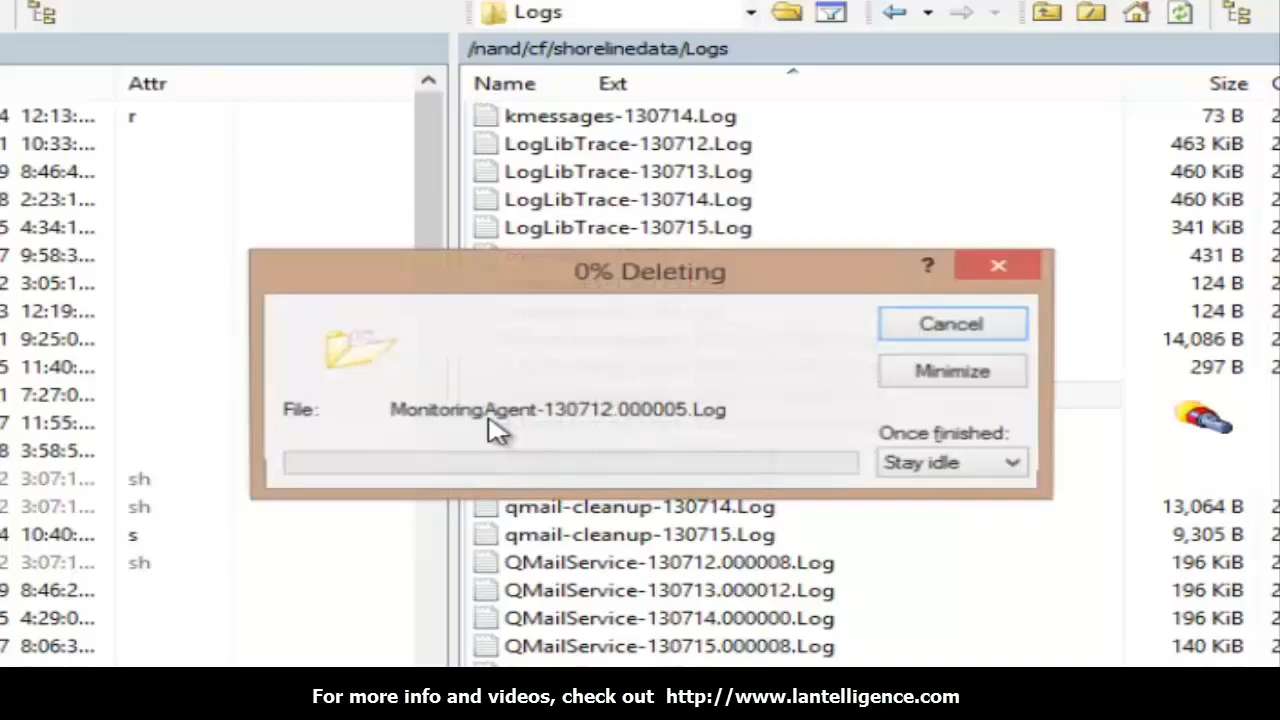 Logs
/nand/cf/shorelinedata/Logs
Attr
Name Ext Size
4 12:13:... r kmessages-130714.Log 73 B
1 10:33:... LogLibTrace-130712.Log 463 KiB
9 8:46:4... LogLibTrace-130713.Log 460 KiB
8 2:23:1... LogLibTrace-130714.Log 460 KiB
5 4:34:1... LogLibTrace-130715.Log 341 KiB
7 9:58:3... 431 B
2 3:05:1... 124 B
3 12:19:... 124 B
1 9:25:0... 14,086 B
5 11:40:... 297 B
1 7:27:0...
7 11:55:...
8 3:58:5...
2 3:07:1... sh
2 3:07:1... sh qmail-cleanup-130714.Log 13,064 B
4 10:40:... s qmail-cleanup-130715.Log 9,305 B
2 3:07:1... sh QMailService-130712.000008.Log 196 KiB
9 8:46:2... QMailService-130713.000012.Log 196 KiB
5 4:29:0... QMailService-130714.000000.Log 196 KiB
7 8:06:3... QMailService-130715.000008.Log 140 KiB
0% Deleting
?
Cancel
Minimize
File: MonitoringAgent-130712.000005.Log
Once finished:
Stay idle
For more info and videos, check out http://www.lantelligence.com